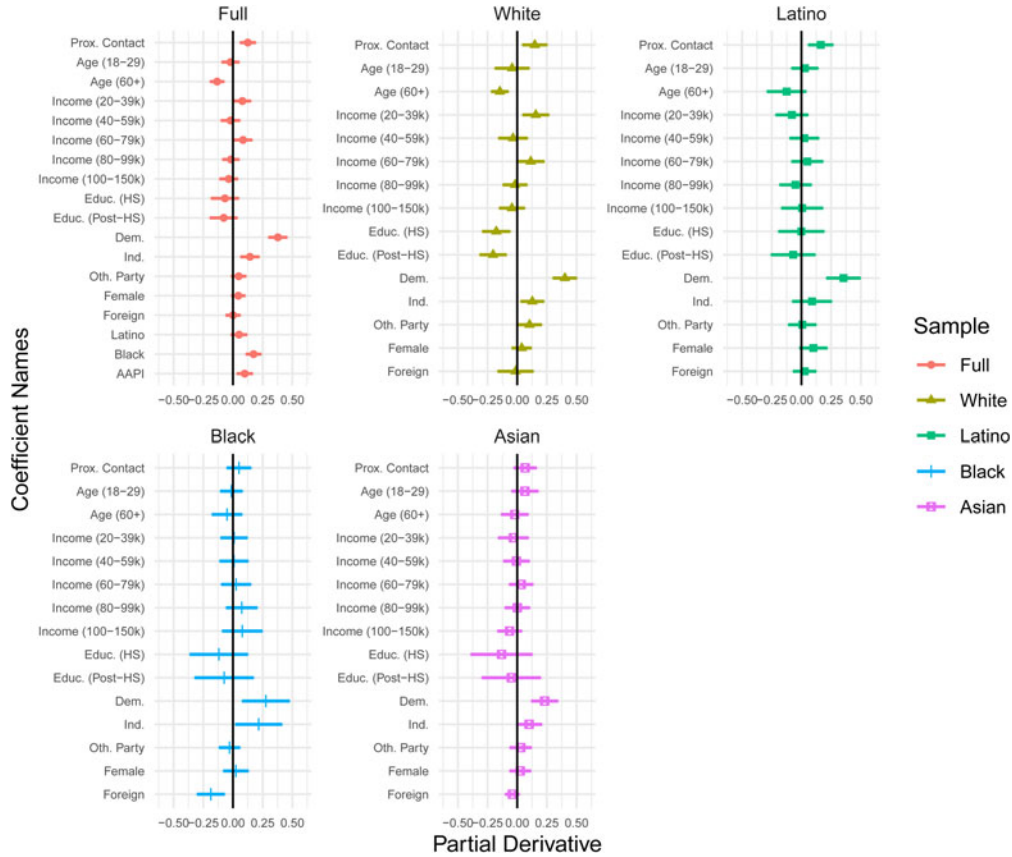 Full
White
Latino
Prox. Contact
Age (18−29)
Age (60+)
Income (20−39k)
Income (40−59k)
Income (60−79k)
Income (80−99k)
Income (100−150k)
Educ. (HS)
Educ. (Post−HS)
Dem.
Ind.
Oth. Party
Female
Foreign
Latino
Black
AAPI
−0.50−0.25 0.00 0.25 0.50
Prox. Contact
Age (18−29)
Age (60+)
Income (20−39k)
Income (40−59k)
Income (60−79k)
Income (80−99k)
Income (100−150k)
Educ. (HS)
Educ. (Post−HS)
Dem.
Ind.
Oth. Party
Female
Foreign
−0.50−0.25 0.00 0.25 0.50
Prox. Contact
Age (18−29)
Age (60+)
Income (20−39k)
Income (40−59k)
Income (60−79k)
Income (80−99k)
Income (100−150k)
Educ. (HS)
Educ. (Post−HS)
Dem.
Ind.
Oth. Party
Female
Foreign
−0.50−0.25 0.00 0.25 0.50
Black
Asian
Prox. Contact
Age (18−29)
Age (60+)
Income (20−39k)
Income (40−59k)
Income (60−79k)
Income (80−99k)
Income (100−150k)
Educ. (HS)
Educ. (Post−HS)
Dem.
Ind.
Oth. Party
Female
Foreign
−0.50−0.25 0.00 0.25 0.50
Prox. Contact
Age (18−29)
Age (60+)
Income (20−39k)
Income (40−59k)
Income (60−79k)
Income (80−99k)
Income (100−150k)
Educ. (HS)
Educ. (Post−HS)
Dem.
Ind.
Oth. Party
Female
Foreign
−0.50−0.25 0.00 0.25 0.50
Coefficient Names
Partial Derivative
Sample
Full
White
Latino
Black
Asian